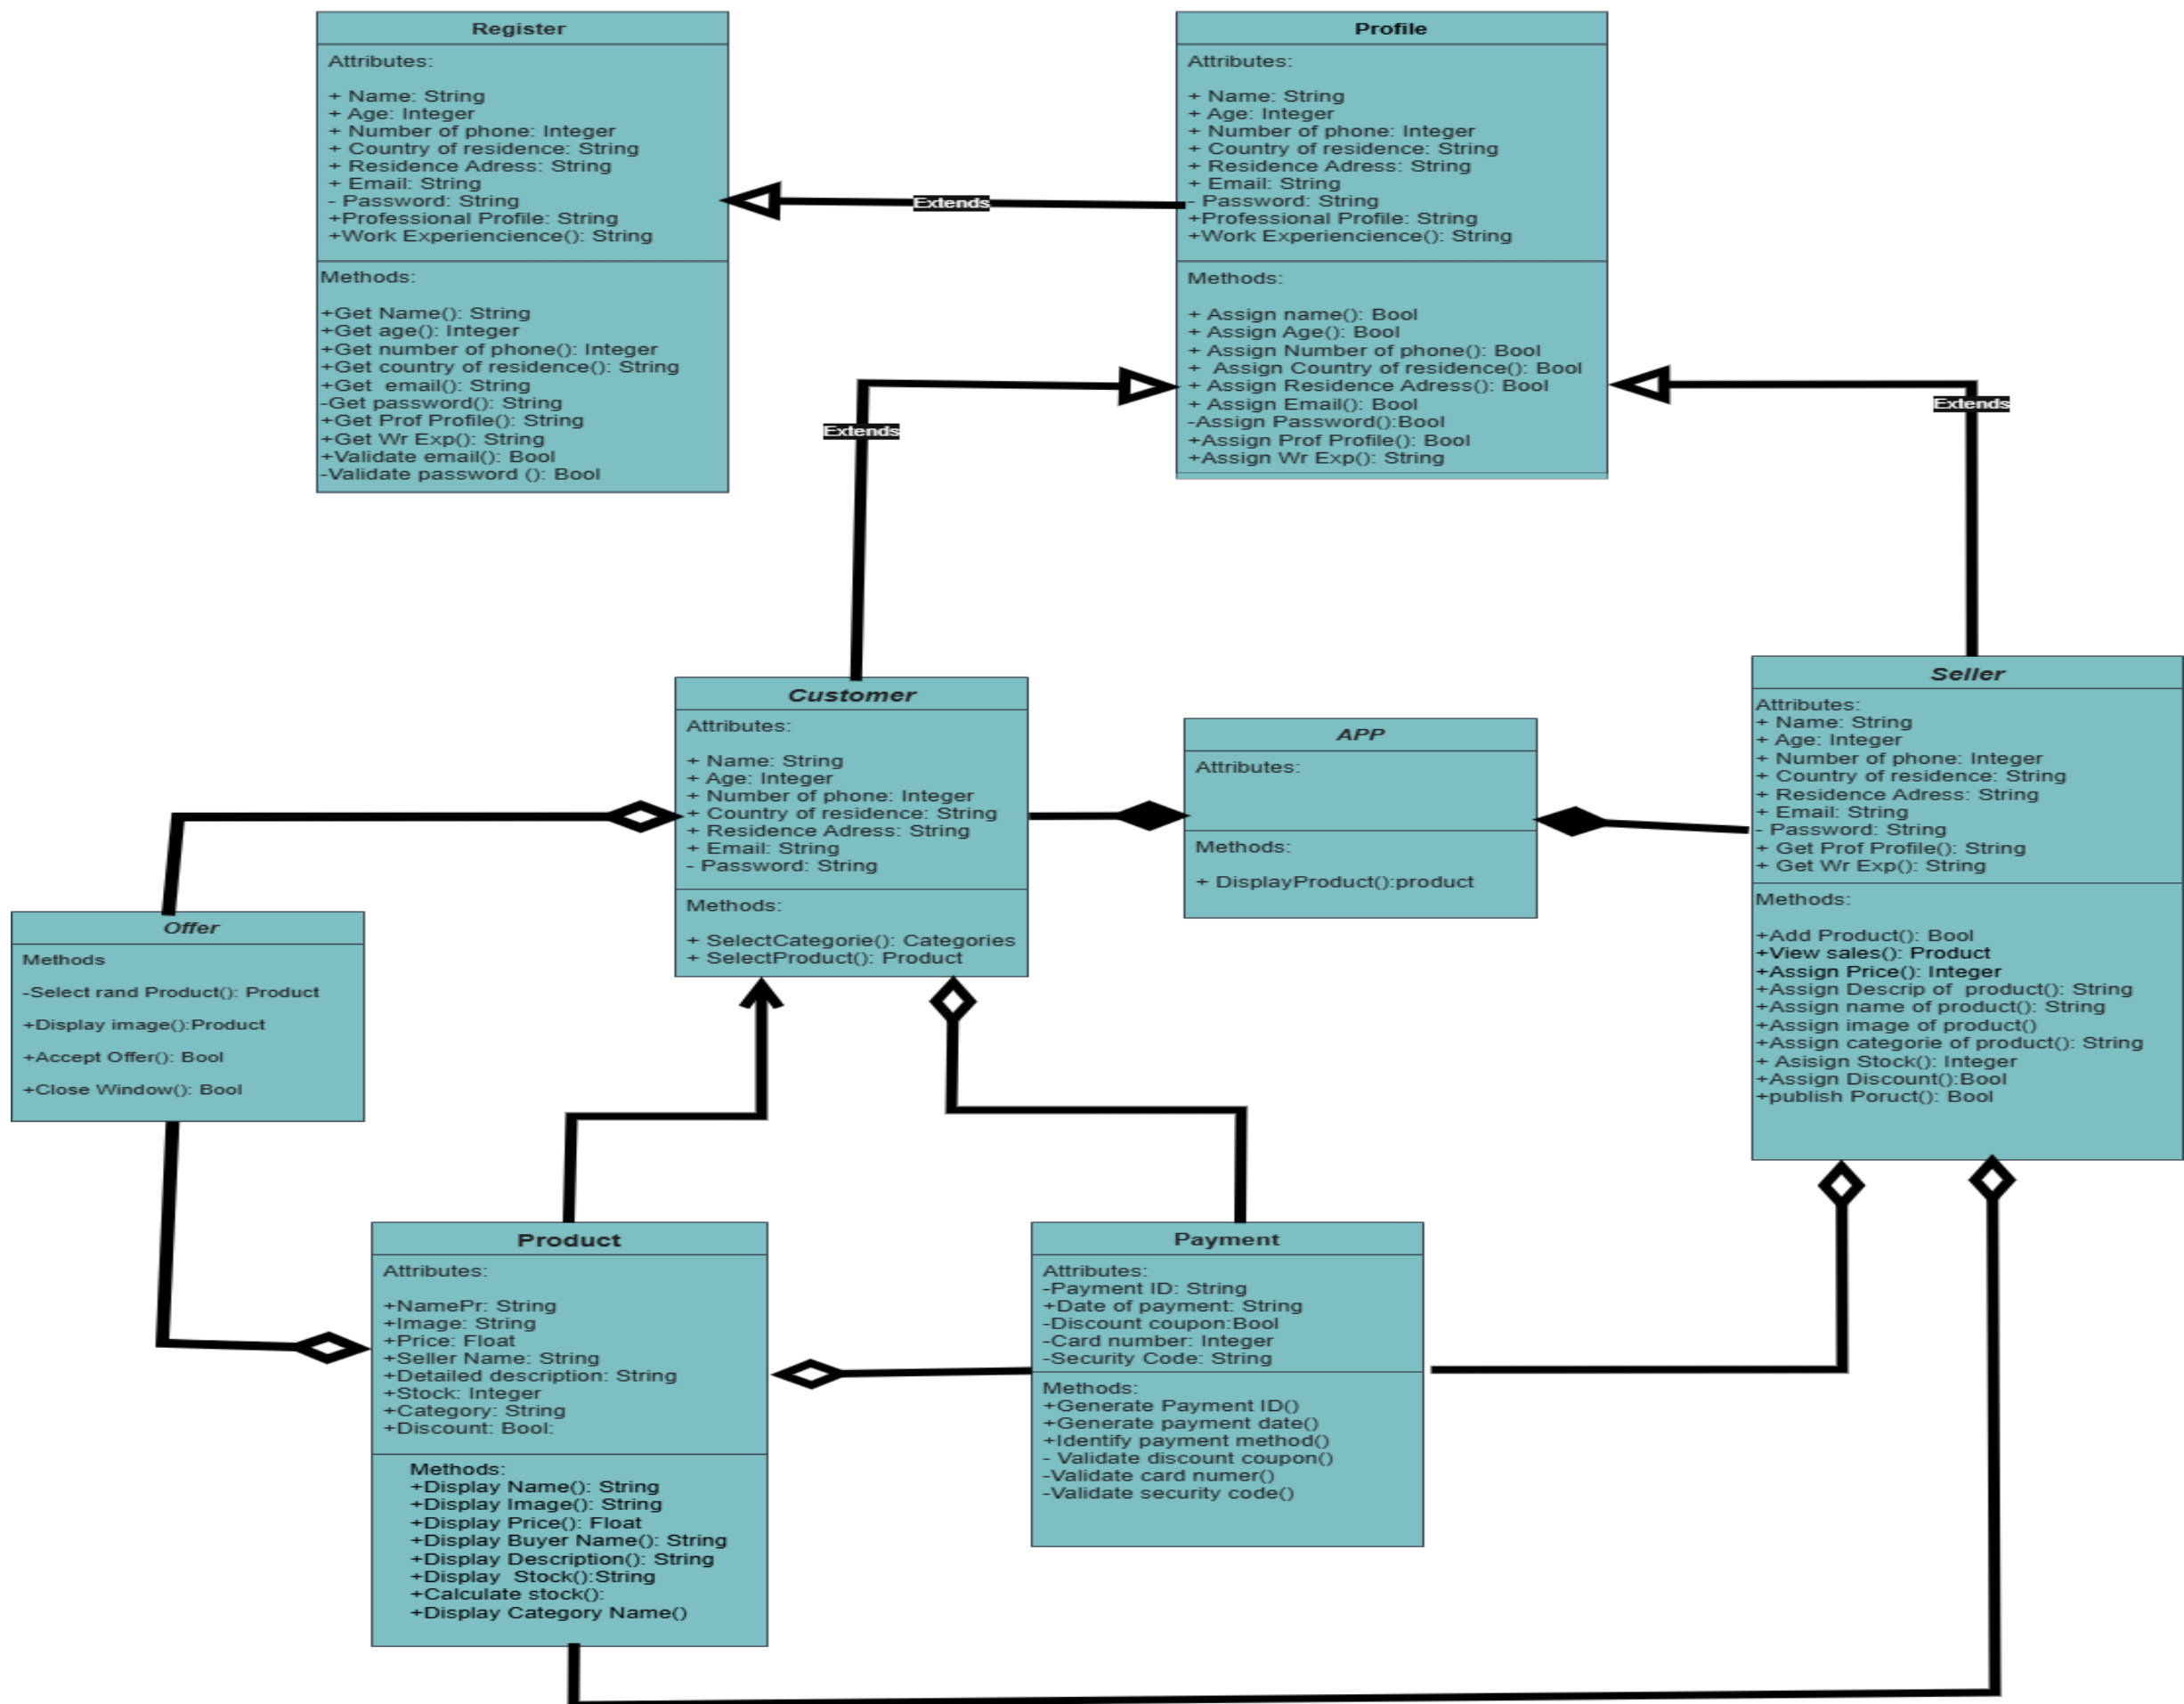 Register
Attributes:
+ Name: String
+ Age: Integer
+ Number of phone: Integer
+ Country of residence: String
+ Residence Adress: String
+ Email: String
- Password: String
+Professional Profile: String
+Work Experiencience(): String
Methods:
+Get Name(): String
+Get age(): Integer
+Get number of phone(): Integer
+Get country of residence(): String
+Get  email(): String
-Get password(): String
+Get Prof Profile(): String
+Get Wr Exp(): String
+Validate email(): Bool
-Validate password (): Bool
Extends
Profile
Attributes:
+ Name: String
+ Age: Integer
+ Number of phone: Integer
+ Country of residence: String
+ Residence Adress: String
+ Email: String
- Password: String
+Professional Profile: String
+Work Experiencience(): String
Methods:
+ Assign name(): Bool
+ Assign Age(): Bool
+ Assign Number of phone(): Bool
+  Assign Country of residence(): Bool
+ Assign Residence Adress(): Bool
+ Assign Email(): Bool
-Assign Password():Bool
+Assign Prof Profile(): Bool
+Assign Wr Exp(): String
Extends
Extends
Customer
Attributes:
+ Name: String
+ Age: Integer
+ Number of phone: Integer
+ Country of residence: String
+ Residence Adress: String
+ Email: String
- Password: String
Methods:
+ SelectCategorie(): Categories
+ SelectProduct(): Product
APP
Attributes:
Methods:
+ DisplayProduct():product
Seller
Attributes:
+ Name: String
+ Age: Integer
+ Number of phone: Integer
+ Country of residence: String
+ Residence Adress: String
+ Email: String
- Password: String
+ Get Prof Profile(): String
+ Get Wr Exp(): String
Methods:
+Add Product(): Bool
+View sales(): Product
+Assign Price(): Integer
+Assign Descrip of  product(): String
+Assign name of product(): String
+Assign image of product()
+Assign categorie of product(): String
+ Asisign Stock(): Integer
+Assign Discount():Bool
+publish Poruct(): Bool
Offer
Methods
-Select rand Product(): Product
+Display image():Product
+Accept Offer(): Bool
+Close Window(): Bool
Product
Attributes:
+NamePr: String
+Image: String
+Price: Float
+Seller Name: String
+Detailed description: String
+Stock: Integer
+Category: String
+Discount: Bool:
Methods:
+Display Name(): String
+Display Image(): String
+Display Price(): Float
+Display Buyer Name(): String
+Display Description(): String
+Display  Stock():String
+Calculate stock():
+Display Category Name()
Payment
Attributes:
-Payment ID: String
+Date of payment: String
-Discount coupon:Bool
-Card number: Integer
-Security Code: String
Methods:
+Generate Payment ID()
+Generate payment date()
+Identify payment method()
- Validate discount coupon()
-Validate card numer()
-Validate security code()